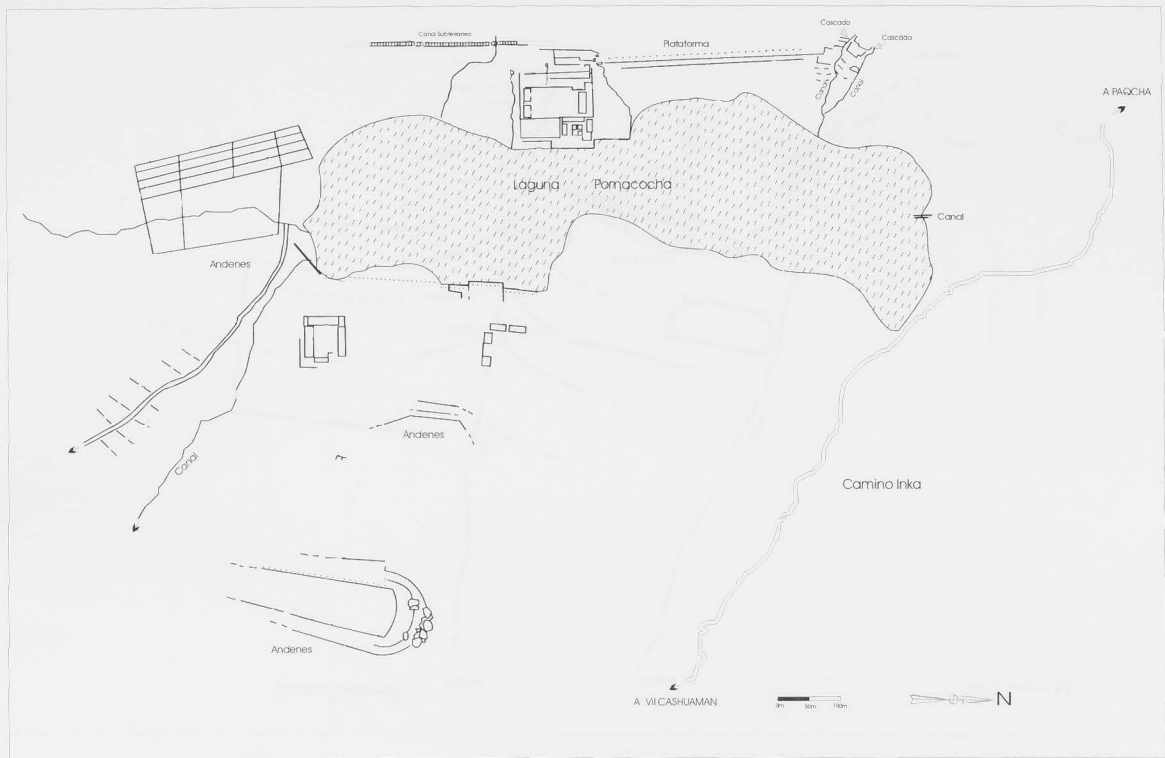 Canal Subterraneo
Plataforma
Cascada
Cascada
Canal
Canal
A PAQCHA
Laguna Pomacocha
Canal
Andenes
Canal
Andenes
Camino Inka
Andenes
A VILCASHUAMAN
0m 50m 150m
N